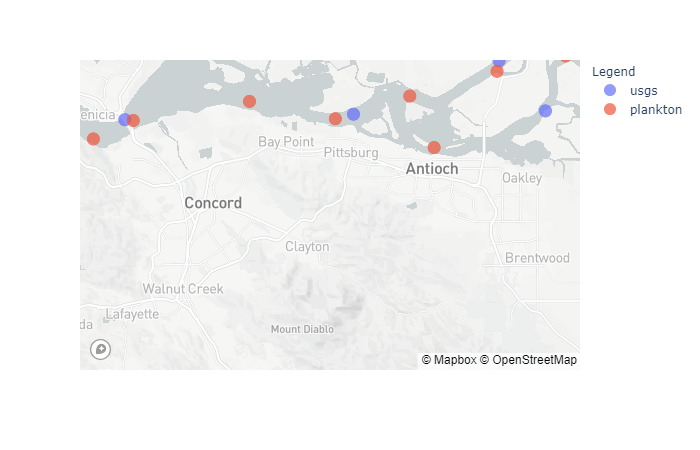 Legend
usgs
plankton
enicia
Bay Point
Pittsburg
Antioch
Oakley
Concord
Clayton
Brentwood
Walnut Creek
Lafayette
da
Mount Diablo
© Mapbox © OpenStreetMap